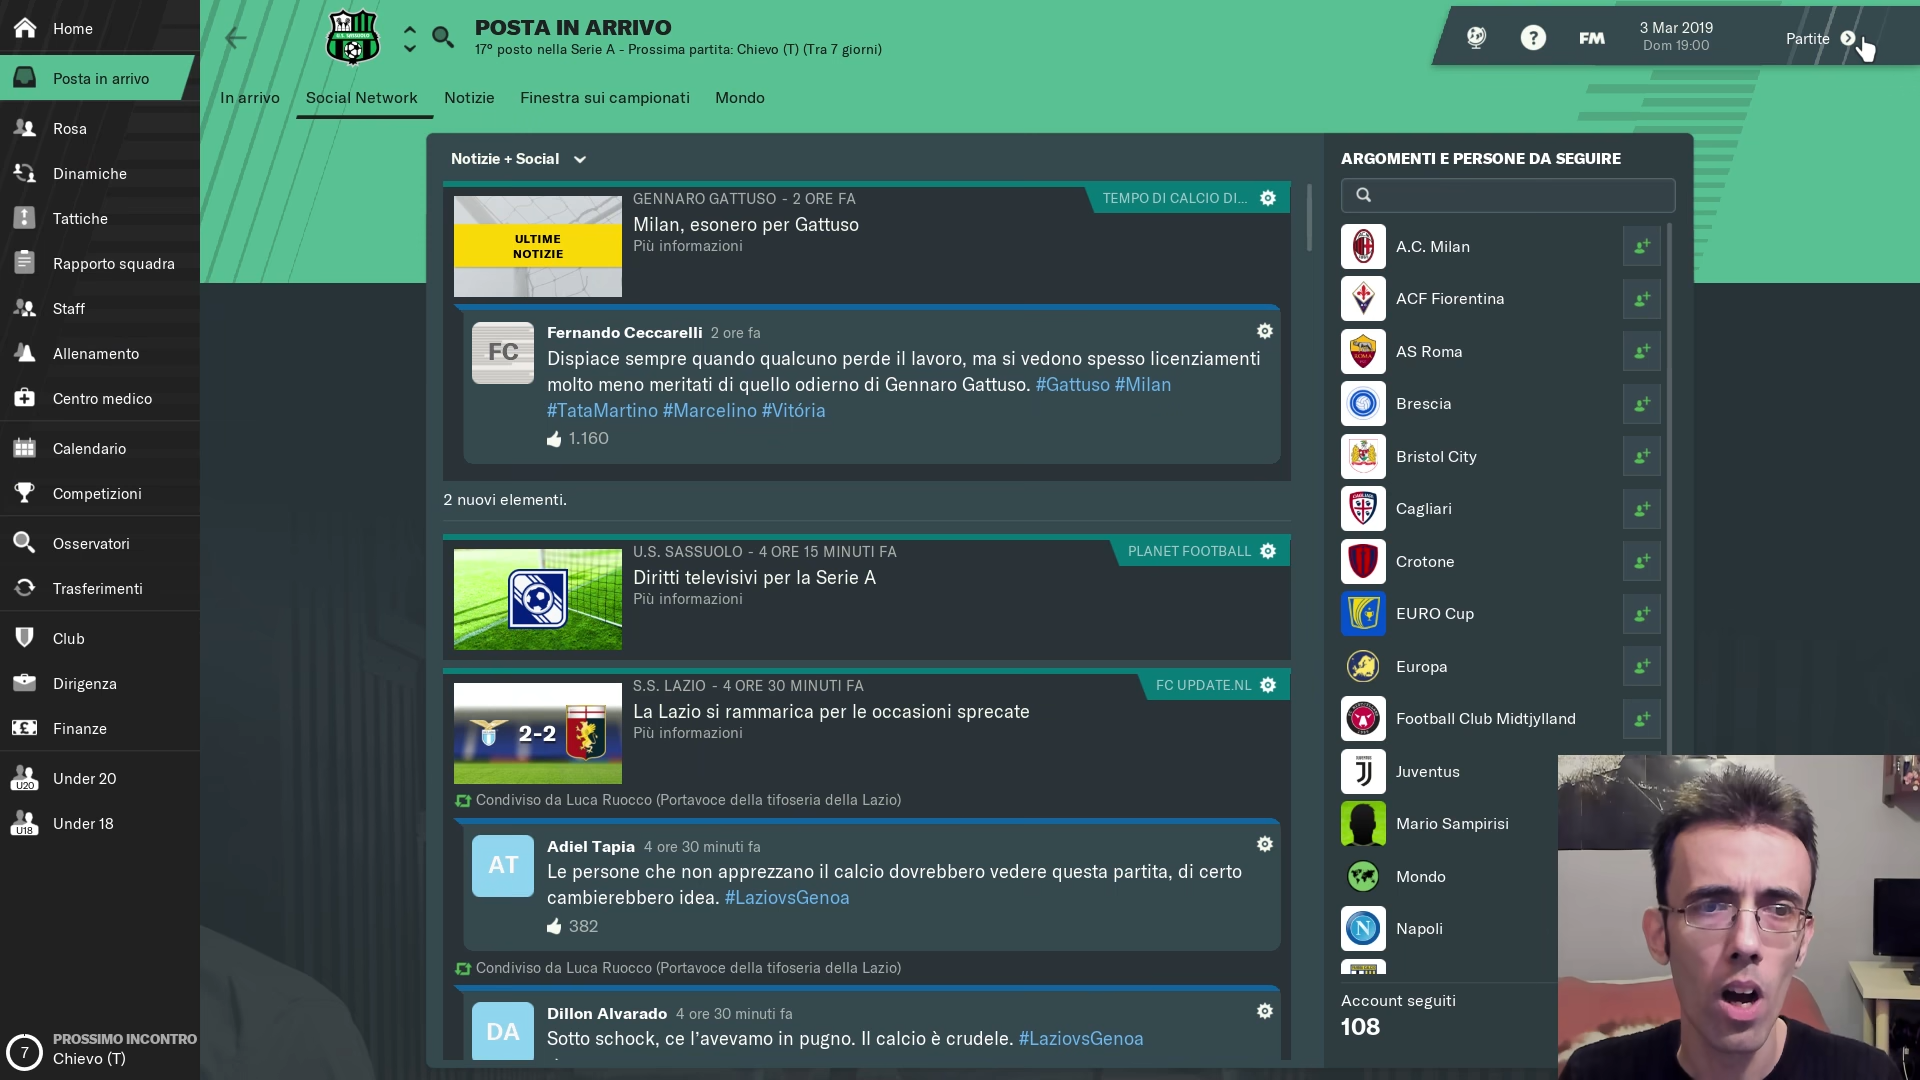 Home
Posta in arrivo
Rosa
Dinamiche
Tattiche
Rapporto squadra
Staff
Allenamento
Centro medico
Calendario
Competizioni
Osservatori
Trasferimenti
Club
Dirigenza
Finanze
U20
Under 20
U18
Under 18
7
PROSSIMO INCONTRO
Chievo (T)
POSTA IN ARRIVO
17° posto nella Serie A - Prossima partita: Chievo (T) (Tra 7 giorni)
?
FM
3 Mar 2019
Dom 19:00
Partite
In arrivo
Social Network
Notizie
Finestra sui campionati
Mondo
Notizie + Social
ULTIME
NOTIZIE
GENNARO GATTUSO - 2 ORE FA
TEMPO DI CALCIO DI...
Milan, esonero per Gattuso
Più informazioni
FC
Fernando Ceccarelli 2 ore fa
Dispiace sempre quando qualcuno perde il lavoro, ma si vedono spesso licenziamenti
molto meno meritati di quello odierno di Gennaro Gattuso. #Gattuso #Milan
#TataMartino #Marcelino #Vitória
1.160
2 nuovi elementi.
U.S. SASSUOLO - 4 ORE 15 MINUTI FA
PLANET FOOTBALL
Diritti televisivi per la Serie A
Più informazioni
S.S. LAZIO - 4 ORE 30 MINUTI FA
FC UPDATE.NL
La Lazio si rammarica per le occasioni sprecate
Più informazioni
2-2
Condiviso da Luca Ruocco (Portavoce della tifoseria della Lazio)
AT
Adiel Tapia 4 ore 30 minuti fa
Le persone che non apprezzano il calcio dovrebbero vedere questa partita, di certo
cambierebbero idea. #LaziovsGenoa
382
Condiviso da Luca Ruocco (Portavoce della tifoseria della Lazio)
DA
Dillon Alvarado 4 ore 30 minuti fa
Sotto schock, ce l'avevamo in pugno. Il calcio è crudele. #LaziovsGenoa
ARGOMENTI E PERSONE DA SEGUIRE
A.C. Milan
ACF Fiorentina
AS Roma
Brescia
Bristol City
Cagliari
Crotone
EURO Cup
Europa
Football Club Midtjylland
Juventus
Mario Sampirisi
Mondo
Napoli
Account seguiti
108